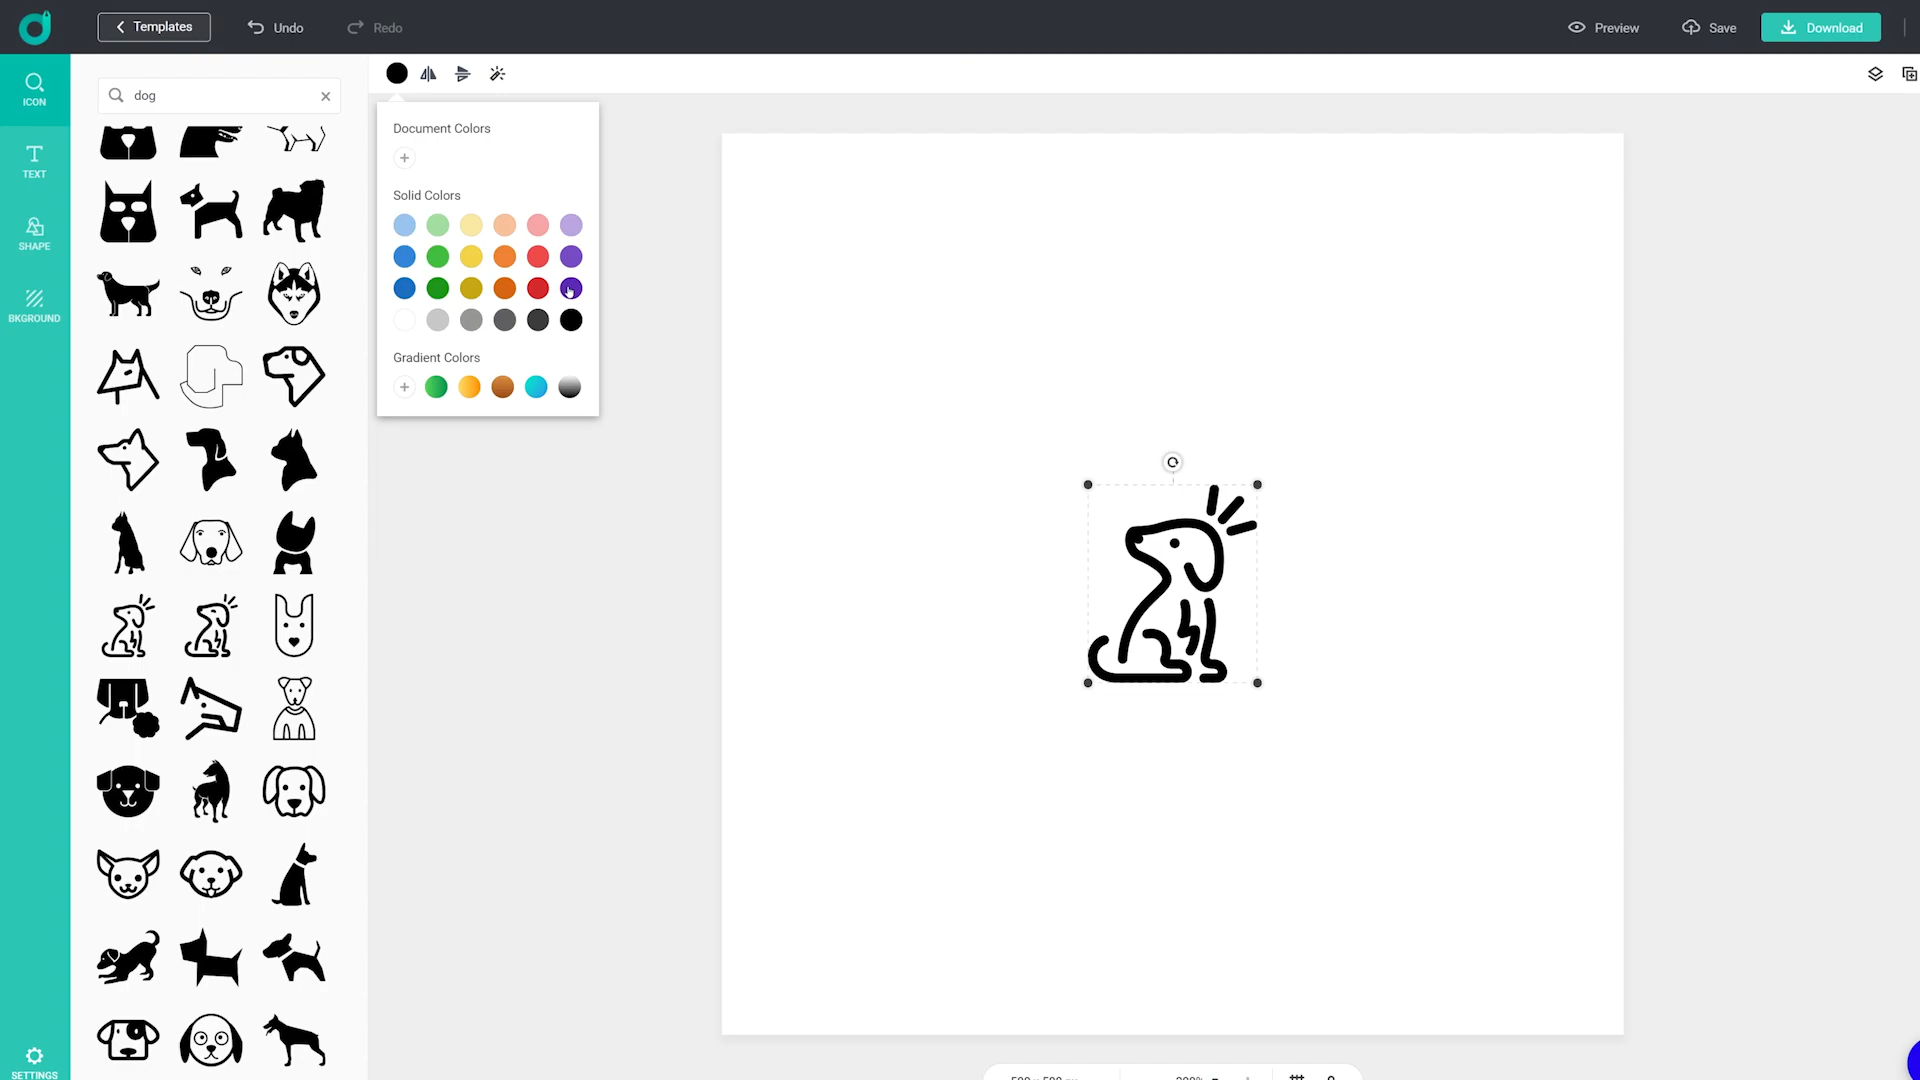 Templates
Undo
Redo
Preview
Save
Download
ICON
dog
TEXT
SHAPE
BKGROUND
SETTINGS
Document Colors
Solid Colors
Gradient Colors